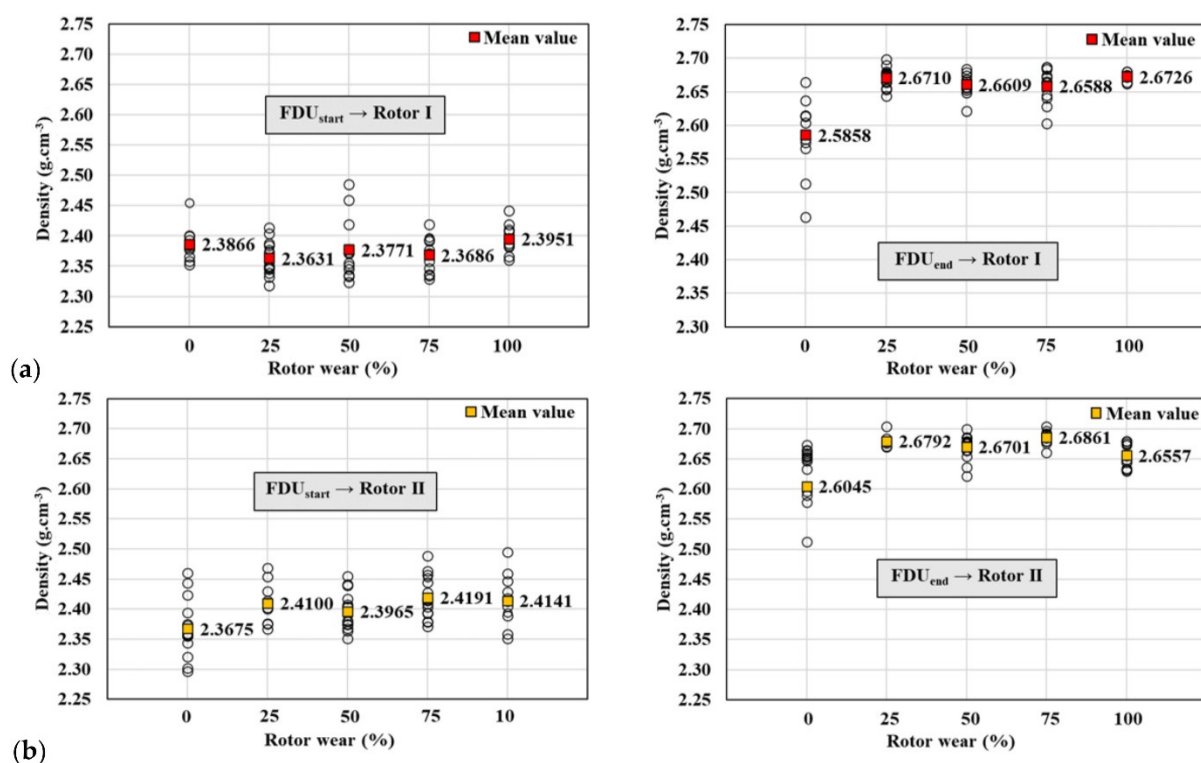 Mean value
2.75
2.70
2.65
2.60
2.55
2.50
2.45
2.40
2.35
2.30
2.25
Density (g.cm-3)
FDUstart → Rotor I
2.3866
2.3631
2.3771
2.3686
2.3951
0 25 50 75 100
Rotor wear (%)
Mean value
2.75
2.70
2.65
2.60
2.55
2.50
2.45
2.40
2.35
2.30
Density (g.cm-3)
2.5858
2.6710
2.6609
2.6588
2.6726
FDUend → Rotor I
0 25 50 75 100
Rotor wear (%)
(a)
Mean value
2.75
2.70
2.65
2.60
2.55
2.50
2.45
2.40
2.35
2.30
2.25
Density (g.cm-3)
FDUstart → Rotor II
2.3675
2.4100
2.3965
2.4191
2.4141
0 25 50 75 10
Rotor wear (%)
Mean value
2.75
2.70
2.65
2.60
2.55
2.50
2.45
2.40
2.35
2.30
2.25
Density (g.cm-3)
2.6045
2.6792
2.6701
2.6861
2.6557
FDUend → Rotor II
0 25 50 75 100
Rotor wear (%)
(b)